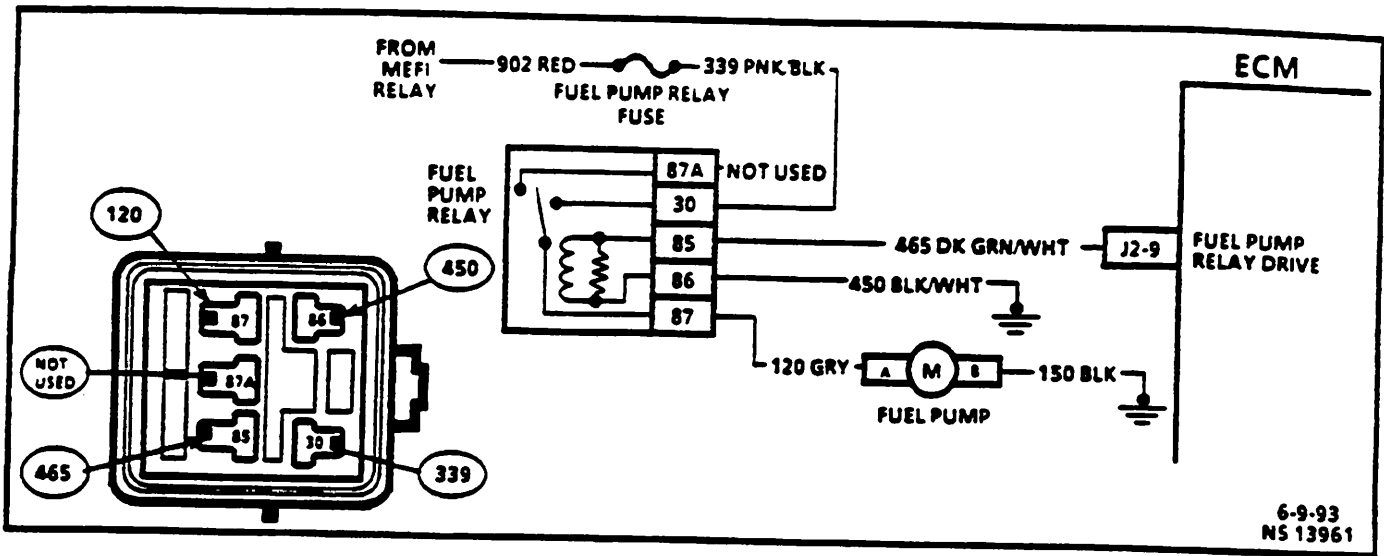 FROM
MEFI
RELAY
902 RED
339 PNK/BLK
FUEL PUMP RELAY
FUSE
ECM
FUEL
PUMP
RELAY
87A
NOT USED
30
85
465 DK GRN/WHT
J2-9
FUEL PUMP
RELAY DRIVE
86
450 BLK/WHT
87
120 GRY
A
M
B
150 BLK
FUEL PUMP
120
450
87
86
NOT
USED
87A
85
30
465
339
6-9-93
NS 13961